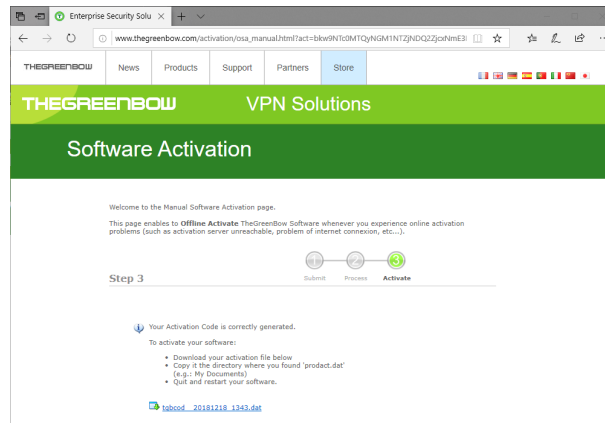 Enterprise Security Solu
www.thegreenbow.com/activation/osa_manual.html?act=
THEGREENBOW News Products Support Partners Store
THEGREENBOW VPN Solutions
Software Activation
Welcome to the Manual Software Activation page.
This page enables to Offline Activate TheGreenBow Software whenever you experience online activation
problems (such as activation server unreachable, problem of internet connexion, etc...).
1 2 3
Step 3 Submit Process Activate
Your Activation Code is correctly generated.
To activate your software:
• Download your activation file below
• Copy it the directory where you found 'prodact.dat'
(e.g.: My Documents)
• Quit and restart your software.
tgbcod__20181218_1343.dat